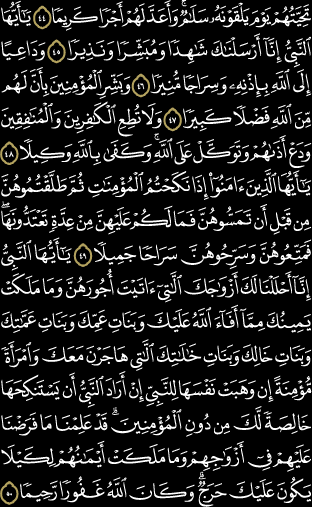 تَحِيَّتُهُمْ يَوْمَ يَلْقَوْنَهُۥ سَلَٰمٌ ۚ وَأَعَدَّ لَهُمْ أَجْرًا كَرِيمًا ٤٤ يَٰٓأَيُّهَا
ٱلنَّبِىُّ إِنَّآ أَرْسَلْنَٰكَ شَٰهِدًا وَمُبَشِّرًا وَنَذِيرًا ٤٥ وَدَاعِيًا
إِلَى ٱللَّهِ بِإِذْنِهِۦ وَسِرَاجًا مُّنِيرًا ٤٦ وَبَشِّرِ ٱلْمُؤْمِنِينَ بِأَنَّ لَهُم
مِّنَ ٱللَّهِ فَضْلًا كَبِيرًا ٤٧ وَلَا تُطِعِ ٱلْكَٰفِرِينَ وَٱلْمُنَٰفِقِينَ
وَدَعْ أَذَىٰهُمْ وَتَوَكَّلْ عَلَى ٱللَّهِ ۚ وَكَفَىٰ بِٱللَّهِ وَكِيلًا ٤٨
يَٰٓأَيُّهَا ٱلَّذِينَ ءَامَنُوٓا۟ إِذَا نَكَحْتُمُ ٱلْمُؤْمِنَٰتِ ثُمَّ طَلَّقْتُمُوهُنَّ
مِن قَبْلِ أَن تَمَسُّوهُنَّ فَمَا لَكُمْ عَلَيْهِنَّ مِنْ عِدَّةٍ تَعْتَدُّونَهَا ۖ
فَمَتِّعُوهُنَّ وَسَرِّحُوهُنَّ سَرَاحًا جَمِيلًا ٤٩ يَٰٓأَيُّهَا ٱلنَّبِىُّ
إِنَّآ أَحْلَلْنَا لَكَ أَزْوَٰجَكَ ٱلَّٰتِىٓ ءَاتَيْتَ أُجُورَهُنَّ وَمَا مَلَكَتْ
يَمِينُكَ مِمَّآ أَفَآءَ ٱللَّهُ عَلَيْكَ وَبَنَاتِ عَمِّكَ وَبَنَاتِ عَمَّٰتِكَ
وَبَنَاتِ خَالِكَ وَبَنَاتِ خَٰلَٰتِكَ ٱلَّٰتِى هَاجَرْنَ مَعَكَ وَٱمْرَأَةً
مُّؤْمِنَةً إِن وَهَبَتْ نَفْسَهَا لِلنَّبِىِّ إِنْ أَرَادَ ٱلنَّبِىُّ أَن يَسْتَنكِحَهَا
خَالِصَةً لَّكَ مِن دُونِ ٱلْمُؤْمِنِينَ ۗ قَدْ عَلِمْنَا مَا فَرَضْنَا
عَلَيْهِمْ فِىٓ أَزْوَٰجِهِمْ وَمَا مَلَكَتْ أَيْمَٰنُهُمْ لِكَيْلَا
يَكُونَ عَلَيْكَ حَرَجٌ ۗ وَكَانَ ٱللَّهُ غَفُورًا رَّحِيمًا ٥٠